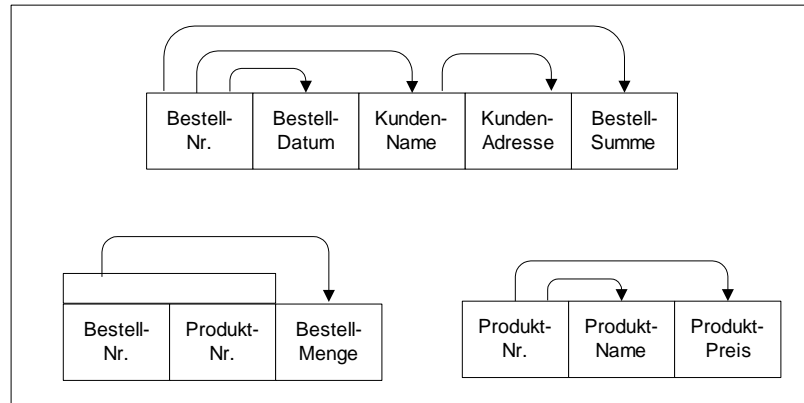 Bestell-
Nr.
Bestell-
Datum
Kunden-
Name
Kunden-
Adresse
Bestell-
Summe
Bestell-
Nr.
Produkt-
Nr.
Bestell-
Menge
Produkt-
Nr.
Produkt-
Name
Produkt-
Preis